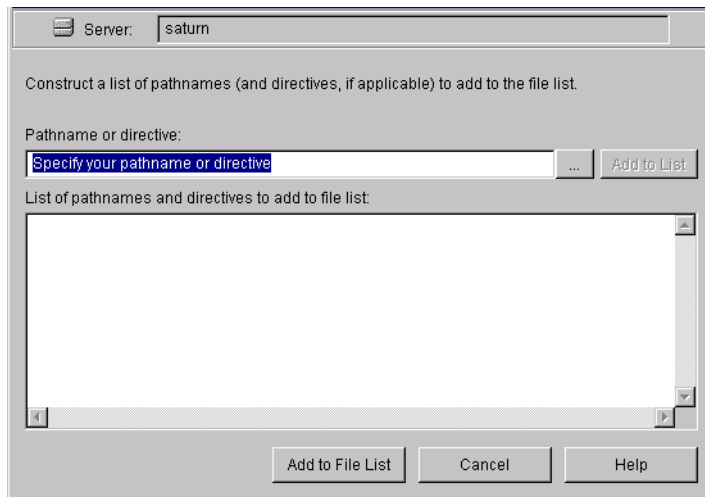 Server: saturn
Construct a list of pathnames (and directives, if applicable) to add to the file list.
Pathname or directive:
Specify your pathname or directive ... Add to List
List of pathnames and directives to add to file list:
Add to File List Cancel Help